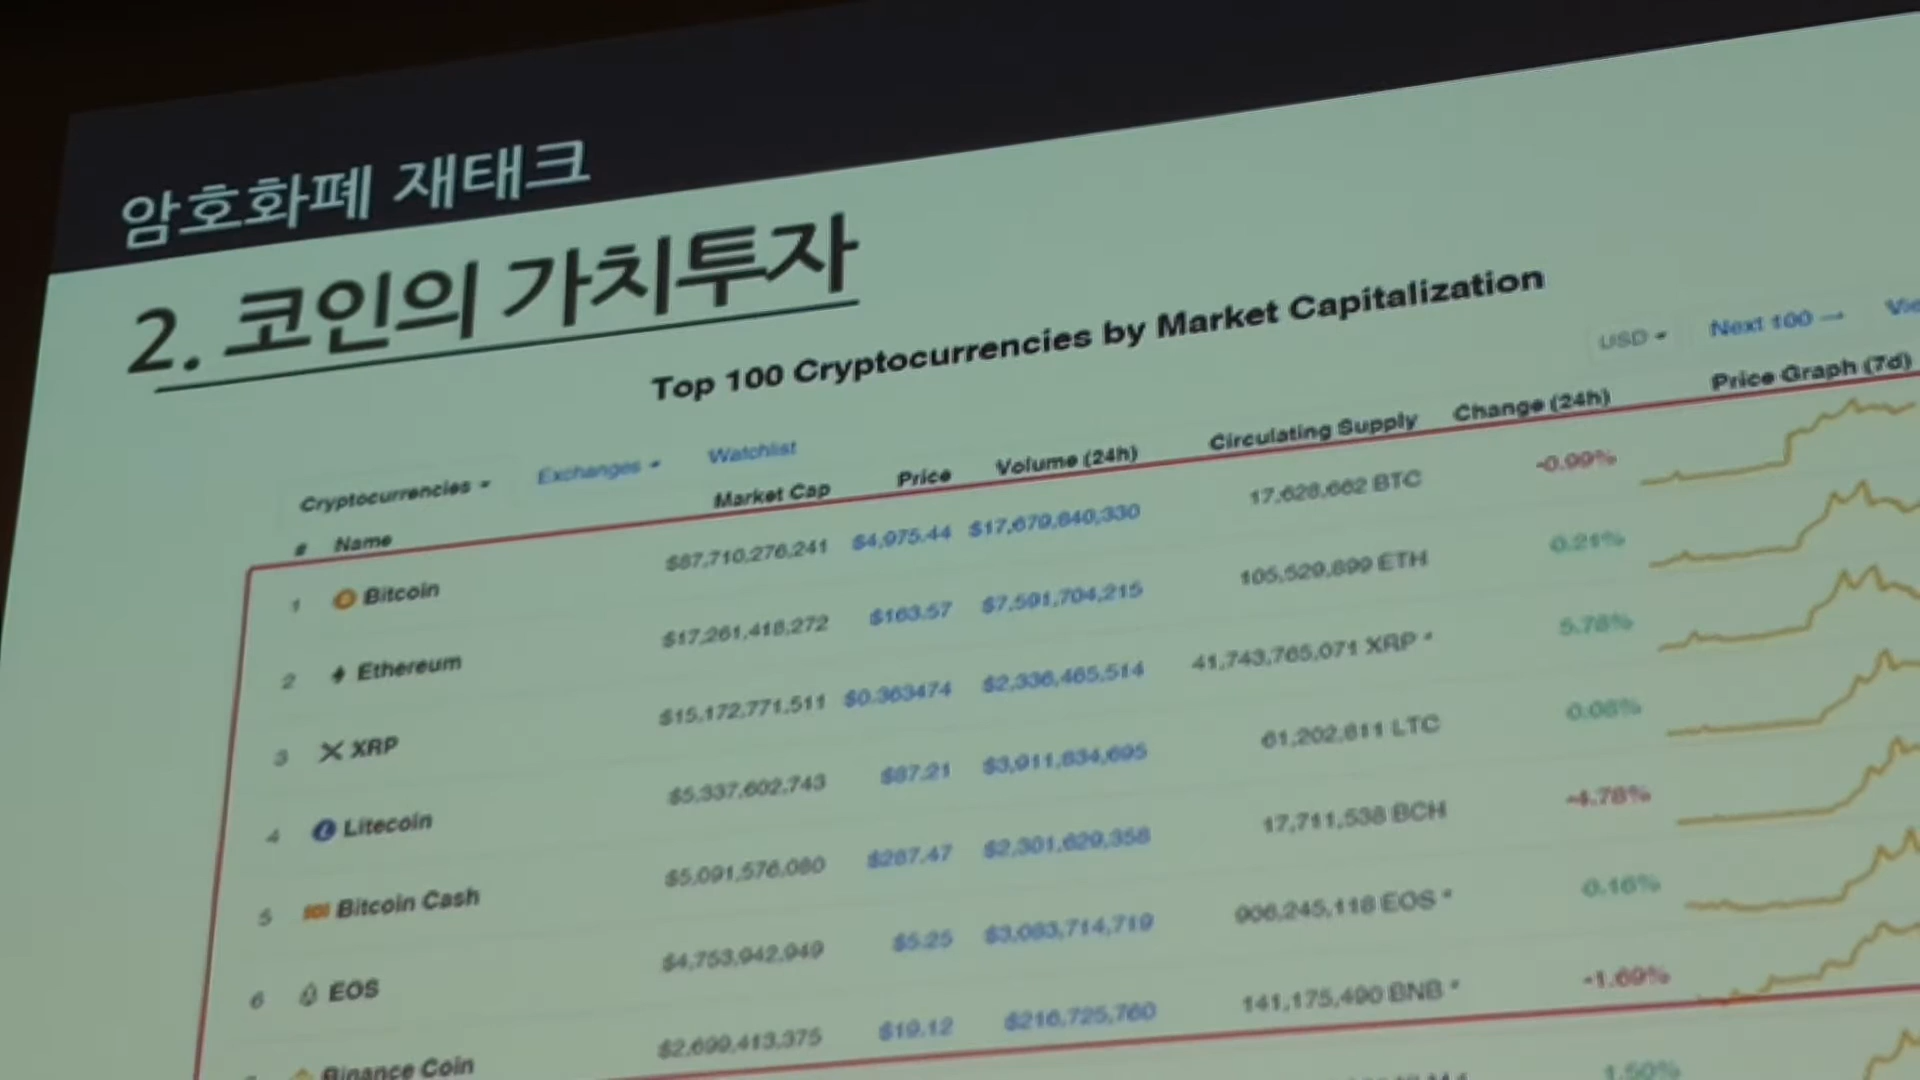 암호화폐 재태크
2. 코인의 가치투자
Top 100 Cryptocurrencies by Market Capitalization
Cryptocurrencies Exchanges Watchlist USD Next 100 →
# Name Market Cap Price Volume (24h) Circulating Supply Change (24h) Price Graph (7d)
1 Bitcoin $87,710,276,241 $4,975.44 $17,679,640,330 17,628,662 BTC -0.99%
2 Ethereum $17,261,418,272 $163.57 $7,591,704,215 105,529,899 ETH 0.21%
3 XRP $15,172,771,511 $0.363474 $2,336,465,514 41,743,765,071 XRP * 5.78%
4 Litecoin $5,337,602,743 $87.21 $3,911,834,695 61,202,811 LTC 0.08%
5 Bitcoin Cash $5,091,576,080 $287.47 $2,301,629,358 17,711,538 BCH -4.78%
6 EOS $4,753,942,949 $5.25 $3,083,714,719 906,245,118 EOS * 0.16%
Binance Coin $2,699,413,375 $19.12 $216,725,760 141,175,490 BNB * -1.69%
1.50%